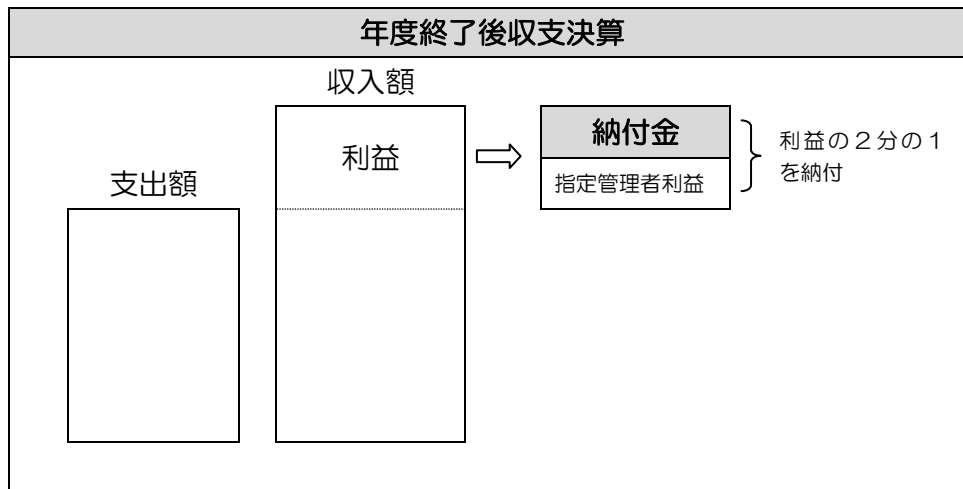 年度終了後収支決算
収入額
利益
支出額
納付金
指定管理者利益
利益の２分の１
を納付